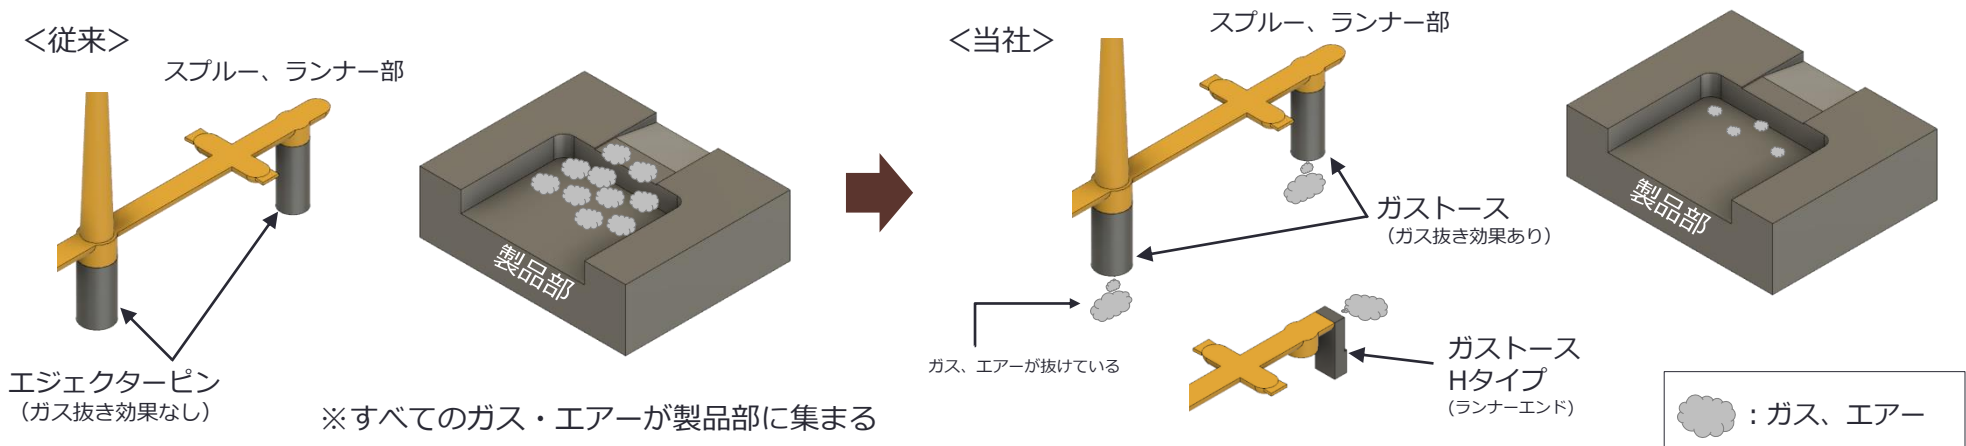 ＜従来＞
スプルー、ランナー部
製品部
エジェクターピン
（ガス抜き効果なし）
※すべてのガス・エアーが製品部に集まる
＜当社＞
スプルー、ランナー部
製品部
ガストース
（ガス抜き効果あり）
ガス、エアーが抜けている
ガストース
Hタイプ
(ランナーエンド)
：ガス、エアー